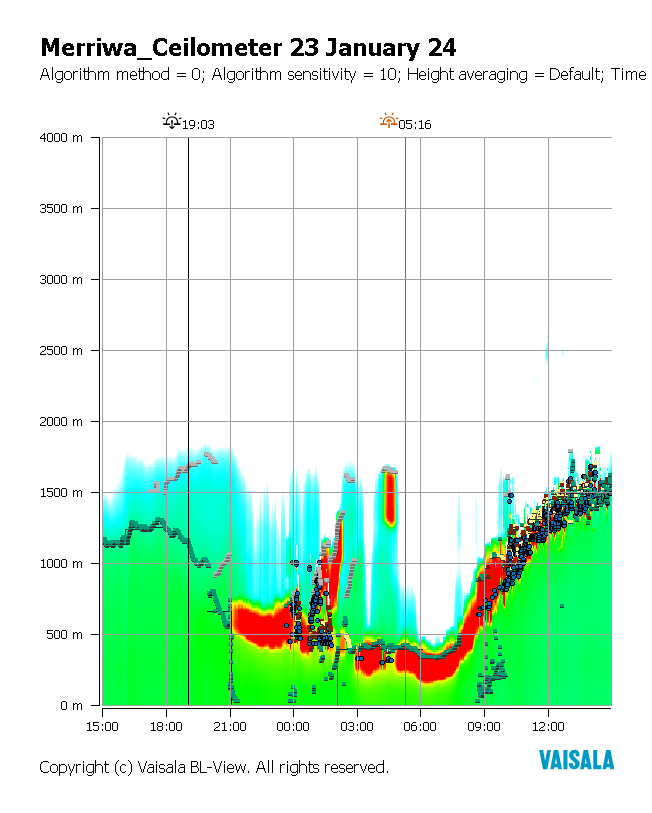 Merriwa_Ceilometer 23 January 24
Algorithm method = 0; Algorithm sensitivity = 10; Height averaging = Default; Time
19:03 05:16
4000 m
3500 m
3000 m
2500 m
2000 m
1500 m
1000 m
500 m
0 m
15:00 18:00 21:00 00:00 03:00 06:00 09:00 12:00
VAISALA
Copyright (c) Vaisala BL-View. All rights reserved.